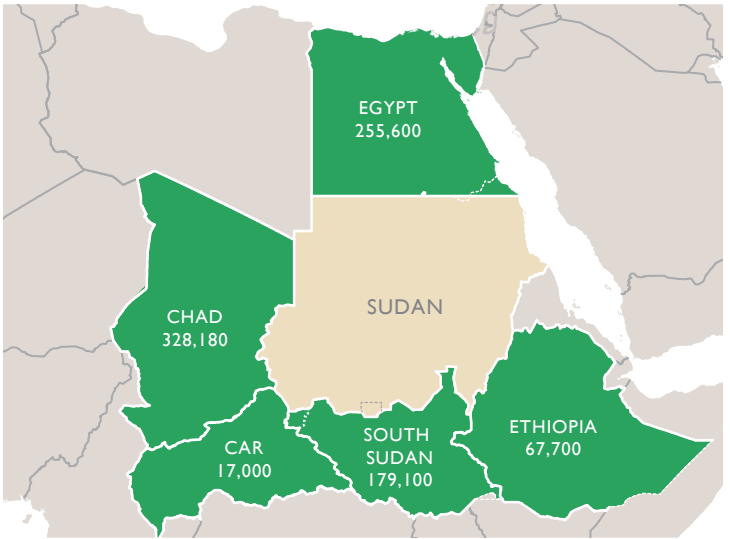 EGYPT
255,600
SUDAN
CHAD
328,180
CAR
17,000
SOUTH
SUDAN
179,100
ETHIOPIA
67,700